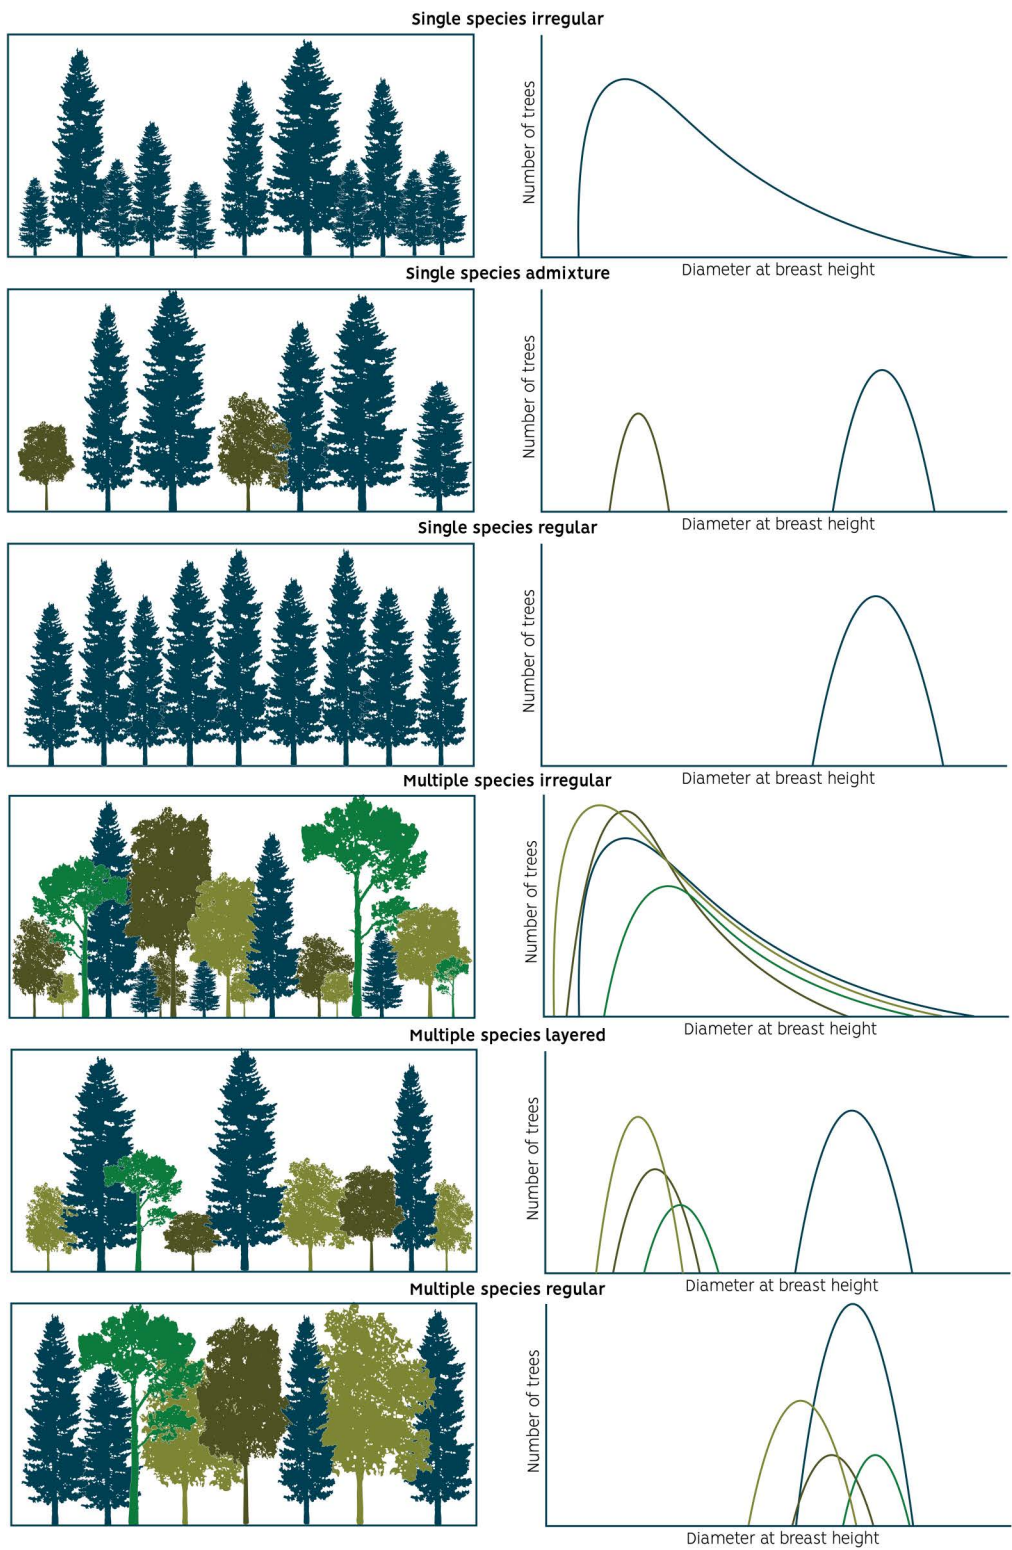 Single species irregular
Number of trees
Diameter at breast height
Single species admixture
Number of trees
Diameter at breast height
Single species regular
Number of trees
Diameter at breast height
Multiple species irregular
Number of trees
Diameter at breast height
Multiple species layered
Number of trees
Diameter at breast height
Multiple species regular
Number of trees
Diameter at breast height